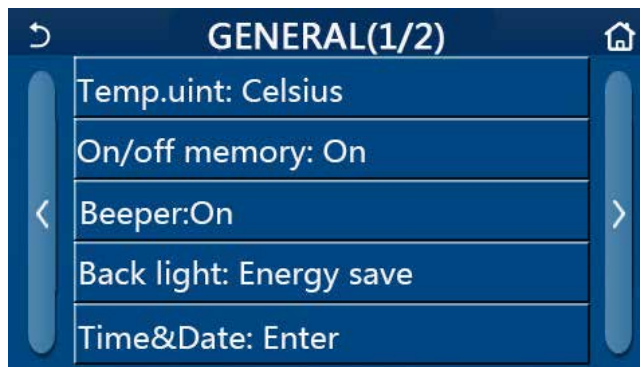 GENERAL(1/2)
Temp.uint: Celsius
On/off memory: On
Beeper:On
Back light: Energy save
Time&Date: Enter